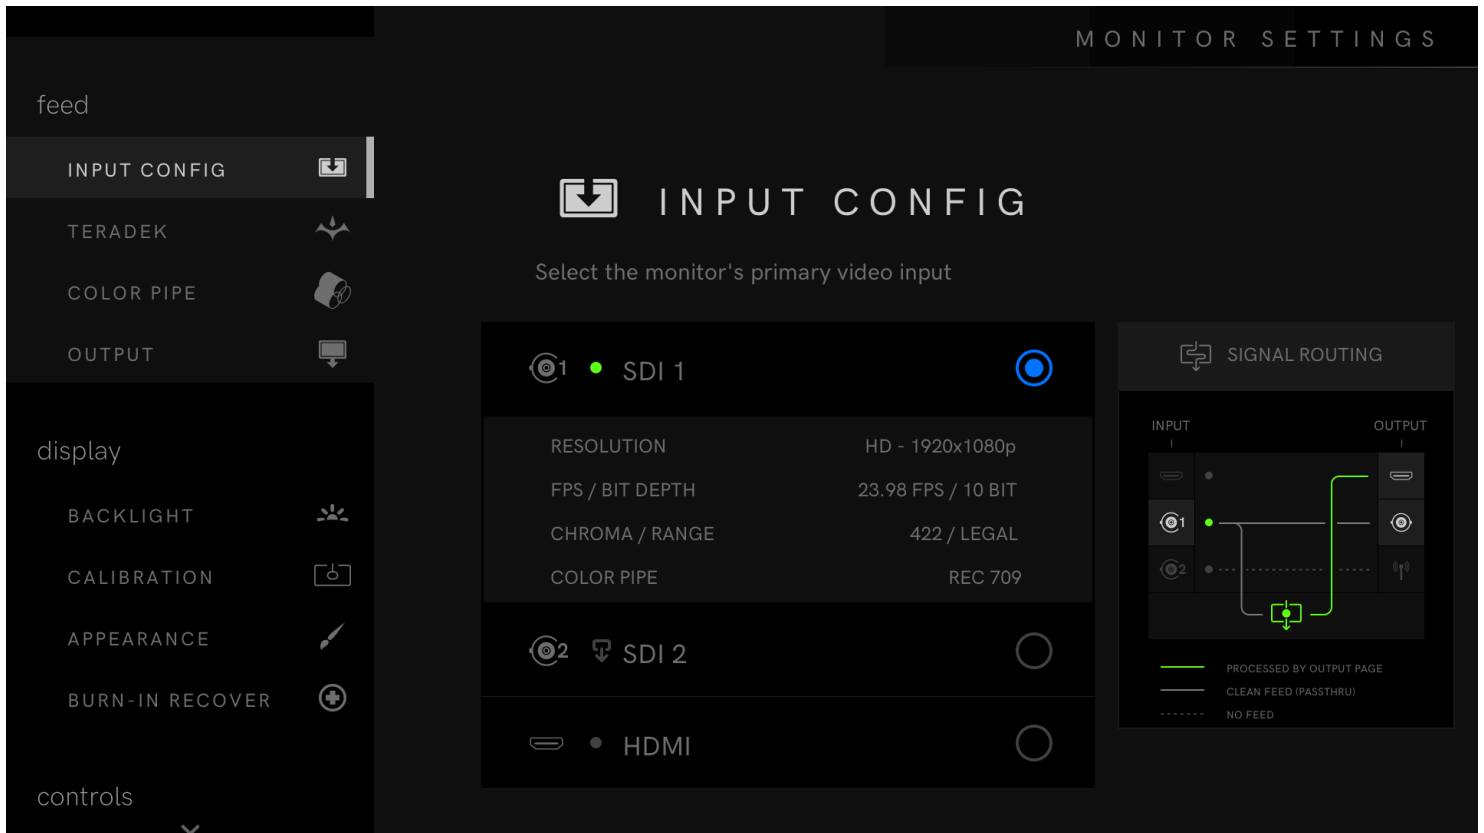 MONITOR SETTINGS
feed
INPUT CONFIG
TERADEK
COLOR PIPE
OUTPUT
display
BACKLIGHT
CALIBRATION
APPEARANCE
BURN-IN RECOVER
controls
INPUT CONFIG
Select the monitor's primary video input
1 SDI 1
RESOLUTION HD - 1920x1080p
FPS / BIT DEPTH 23.98 FPS / 10 BIT
CHROMA / RANGE 422 / LEGAL
COLOR PIPE REC 709
2 SDI 2
HDMI
SIGNAL ROUTING
INPUT OUTPUT
1
2
PROCESSED BY OUTPUT PAGE
CLEAN FEED (PASSTHRU)
NO FEED